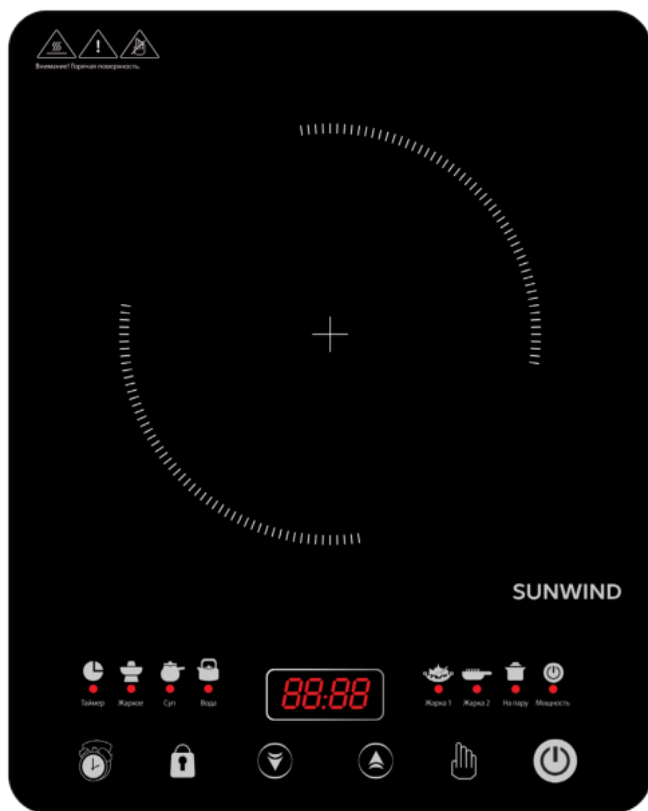 Внимание! Горячая поверхность.
SUNWIND
Таймер Жаркое Суп Вода 88:88 Жарка 1 Жарка 2 На пару Мощность